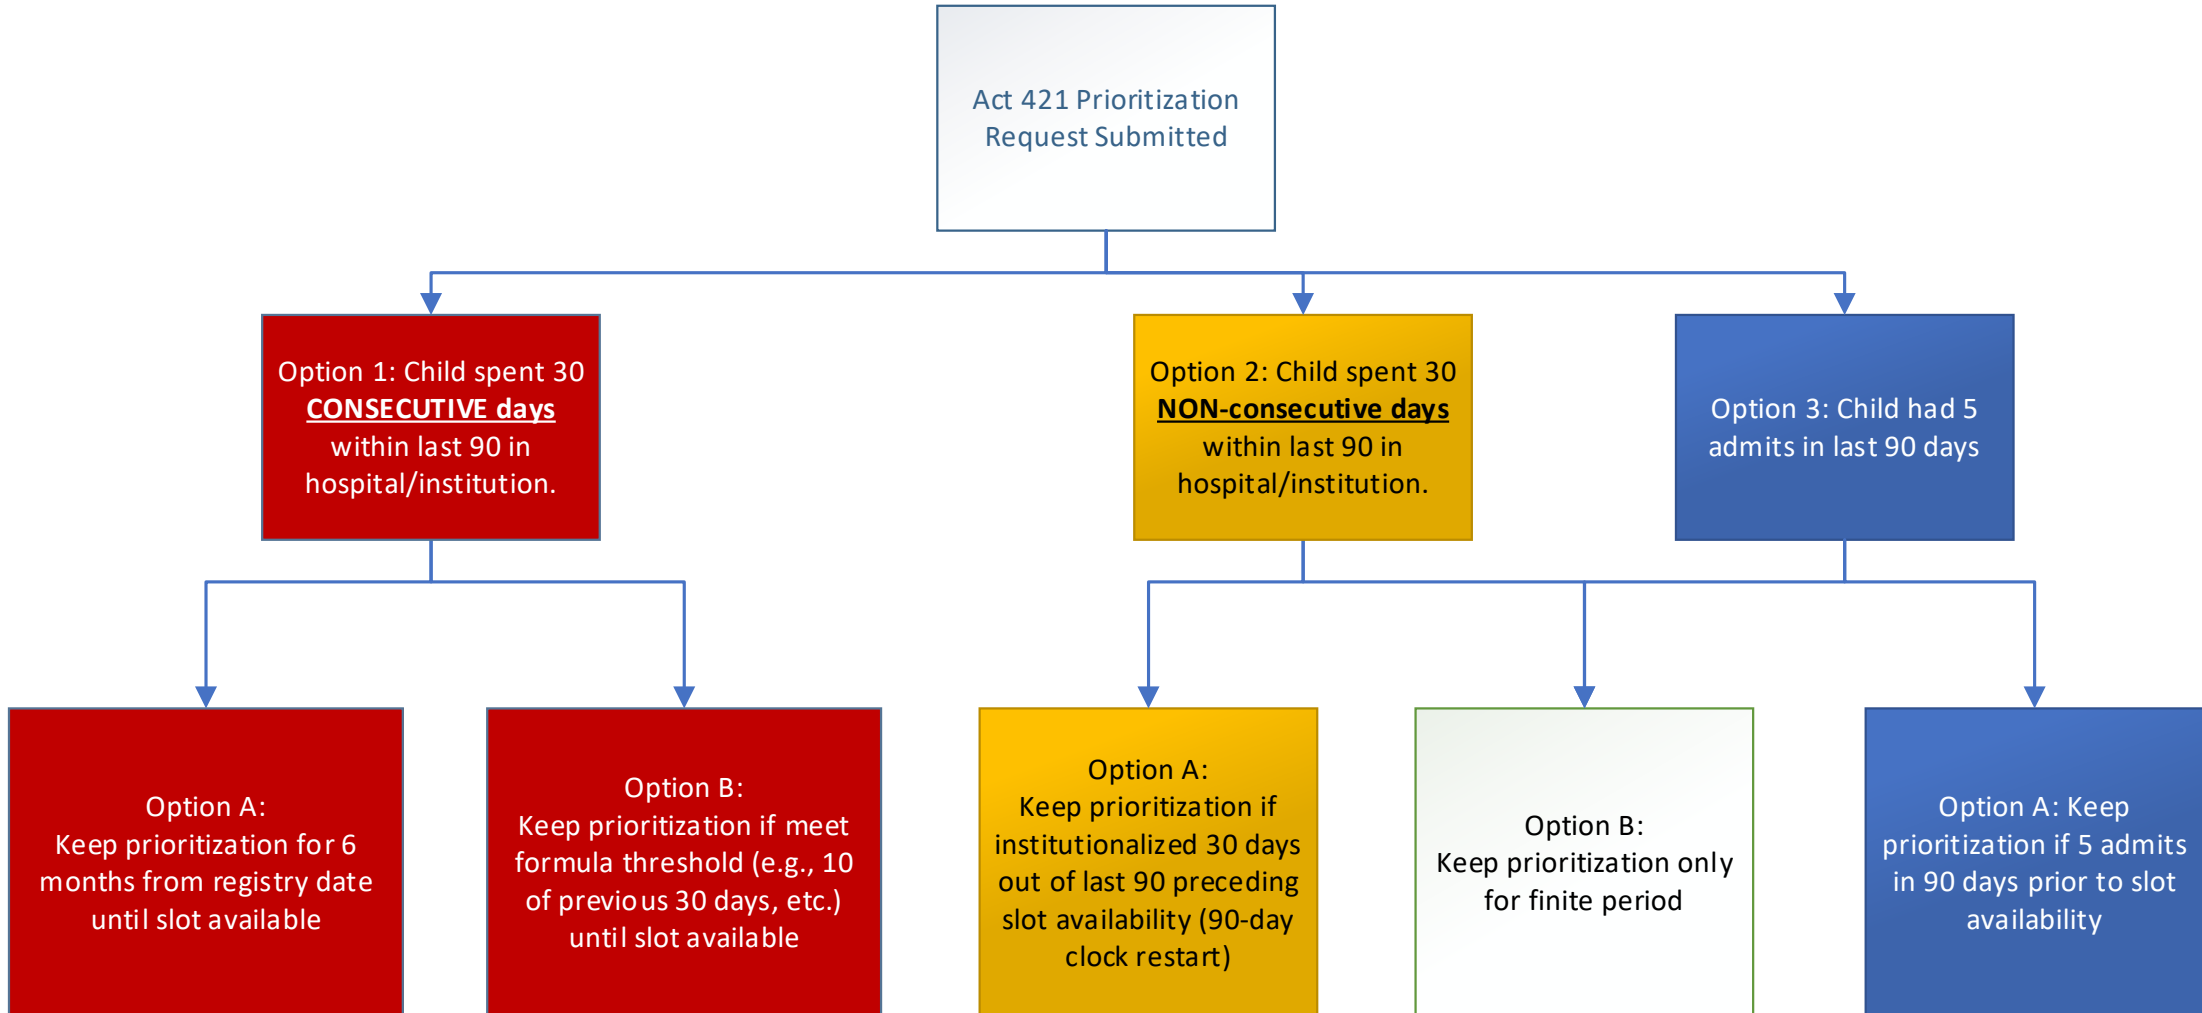 Act 421 Prioritization
Request Submitted
Option 1: Child spent 30
CONSECUTIVE days
within last 90 in
hospital/institution.
Option 2: Child spent 30
NON-consecutive days
within last 90 in
hospital/institution.
Option 3: Child had 5
admits in last 90 days
Option A:
Keep prioritization for 6
months from registry date
until slot available
Option B:
Keep prioritization if meet
formula threshold (e.g., 10
of previous 30 days, etc.)
until slot available
Option A:
Keep prioritization if
institutionalized 30 days
out of last 90 preceding
slot availability (90-day
clock restart)
Option B:
Keep prioritization only
for finite period
Option A: Keep
prioritization if 5 admits
in 90 days prior to slot
availability